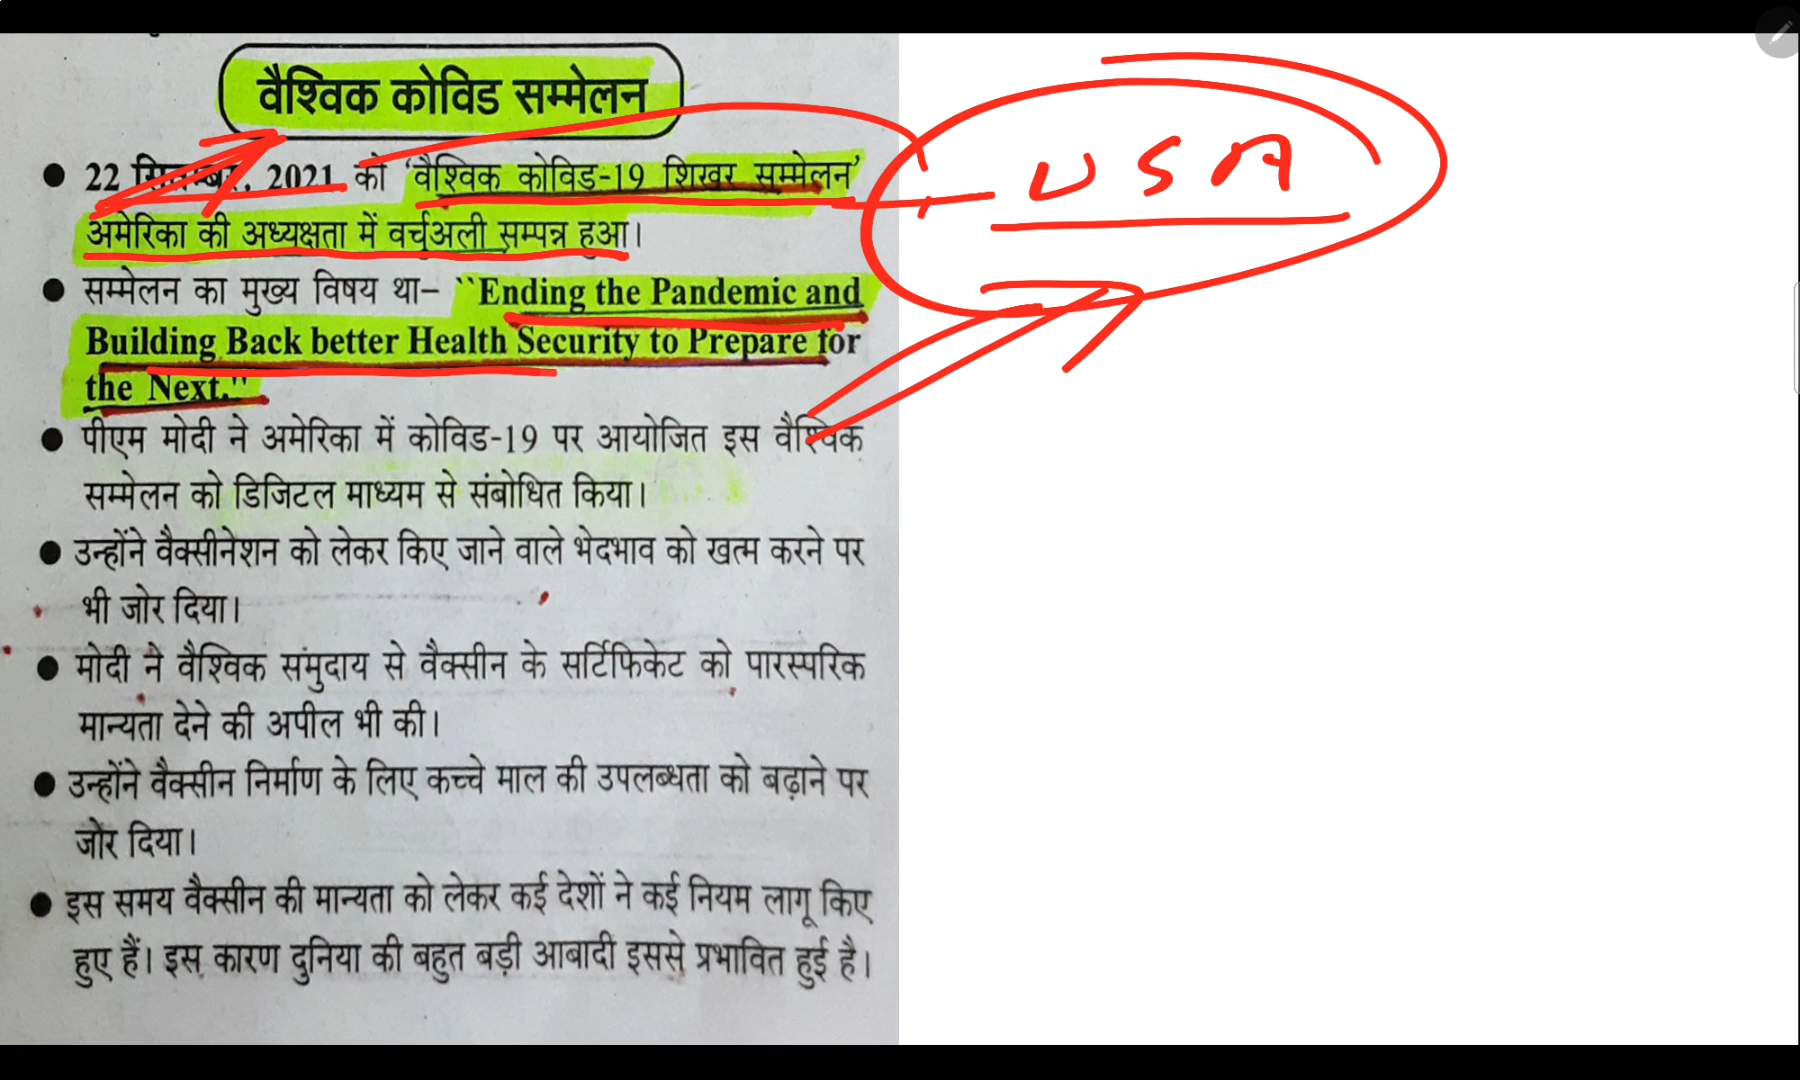 वैश्विक कोविड सम्मेलन
● 22 सितम्बर, 2021 को 'वैश्विक कोविड-19 शिखर सम्मेलन'
अमेरिका की अध्यक्षता में वर्चुअली सम्पन्न हुआ।
● सम्मेलन का मुख्य विषय था– ``Ending the Pandemic and
Building Back better Health Security to Prepare for
the Next."
● पीएम मोदी ने अमेरिका में कोविड-19 पर आयोजित इस वैश्विक
सम्मेलन को डिजिटल माध्यम से संबोधित किया।
● उन्होंने वैक्सीनेशन को लेकर किए जाने वाले भेदभाव को खत्म करने पर
भी जोर दिया।
● मोदी ने वैश्विक संमुदाय से वैक्सीन के सर्टिफिकेट को पारस्परिक
मान्यता देने की अपील भी की।
● उन्होंने वैक्सीन निर्माण के लिए कच्चे माल की उपलब्धता को बढ़ाने पर
जोर दिया।
● इस समय वैक्सीन की मान्यता को लेकर कई देशों ने कई नियम लागू किए
हुए हैं। इस कारण दुनिया की बहुत बड़ी आबादी इससे प्रभावित हुई है।
USA